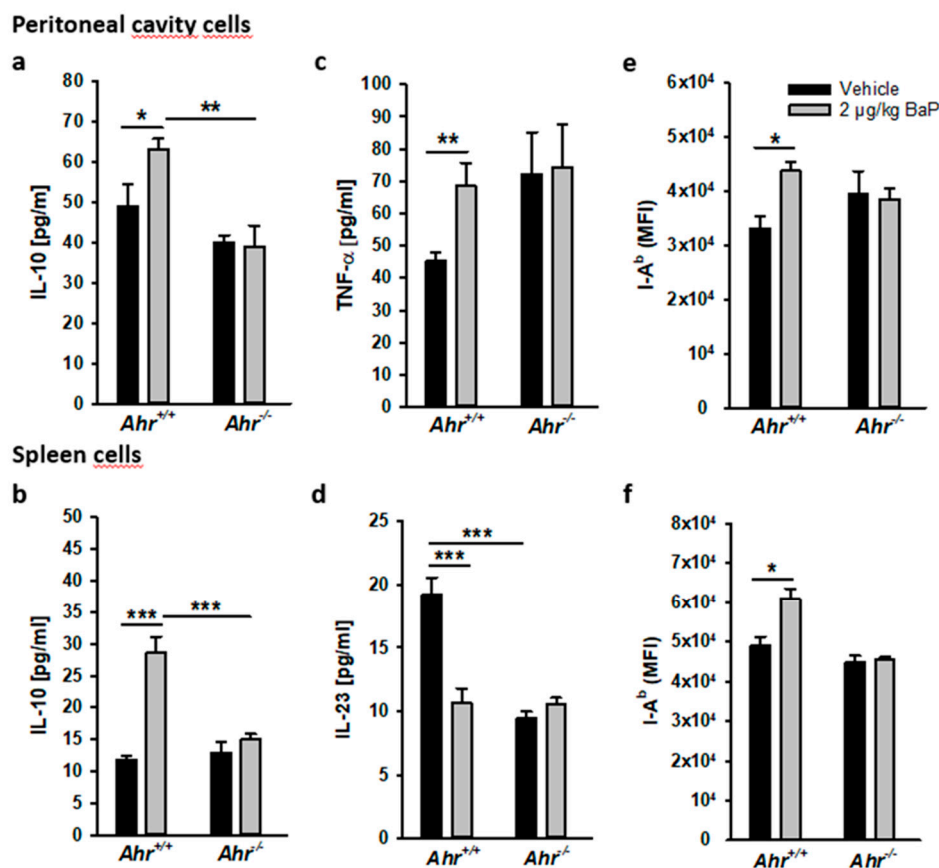 Peritoneal cavity cells
a
80
70
60
50
40
30
20
10
0
IL-10 [pg/m]
*
**
Ahr+/+
Ahr-/-
c
100
90
80
70
60
50
40
30
20
10
0
TNF-α [pg/ml]
**
Ahr+/+
Ahr-/-
e
6x10⁴
5x10⁴
4x10⁴
3x10⁴
2x10⁴
10⁴
0
I-Aᵇ (MFI)
*
Vehicle
2 µg/kg BaP
Ahr+/+
Ahr-/-
Spleen cells
b
50
45
40
35
30
25
20
15
10
5
0
IL-10 [pg/ml]
***
***
Ahr+/+
Ahr-/-
d
25
20
15
10
5
0
IL-23 [pg/ml]
***
***
Ahr+/+
Ahr-/-
f
8x10⁴
7x10⁴
6x10⁴
5x10⁴
4x10⁴
3x10⁴
2x10⁴
10⁴
0
I-Aᵇ (MFI)
*
Ahr+/+
Ahr-/-